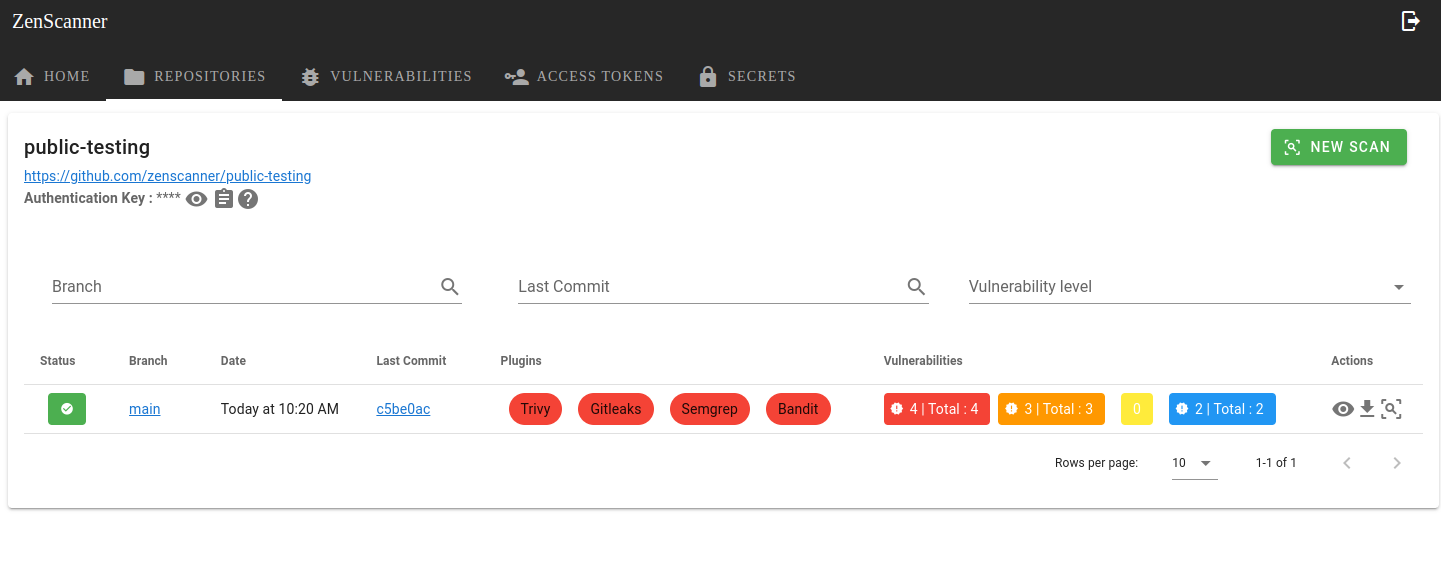 ZenScanner
HOME REPOSITORIES VULNERABILITIES ACCESS TOKENS SECRETS
public-testing
NEW SCAN
https://github.com/zenscanner/public-testing
Authentication Key : ****
Branch Last Commit Vulnerability level
Status Branch Date Last Commit Plugins Vulnerabilities Actions
main Today at 10:20 AM c5be0ac Trivy Gitleaks Semgrep Bandit 4 | Total : 4 3 | Total : 3 0 2 | Total : 2
Rows per page: 10 1-1 of 1